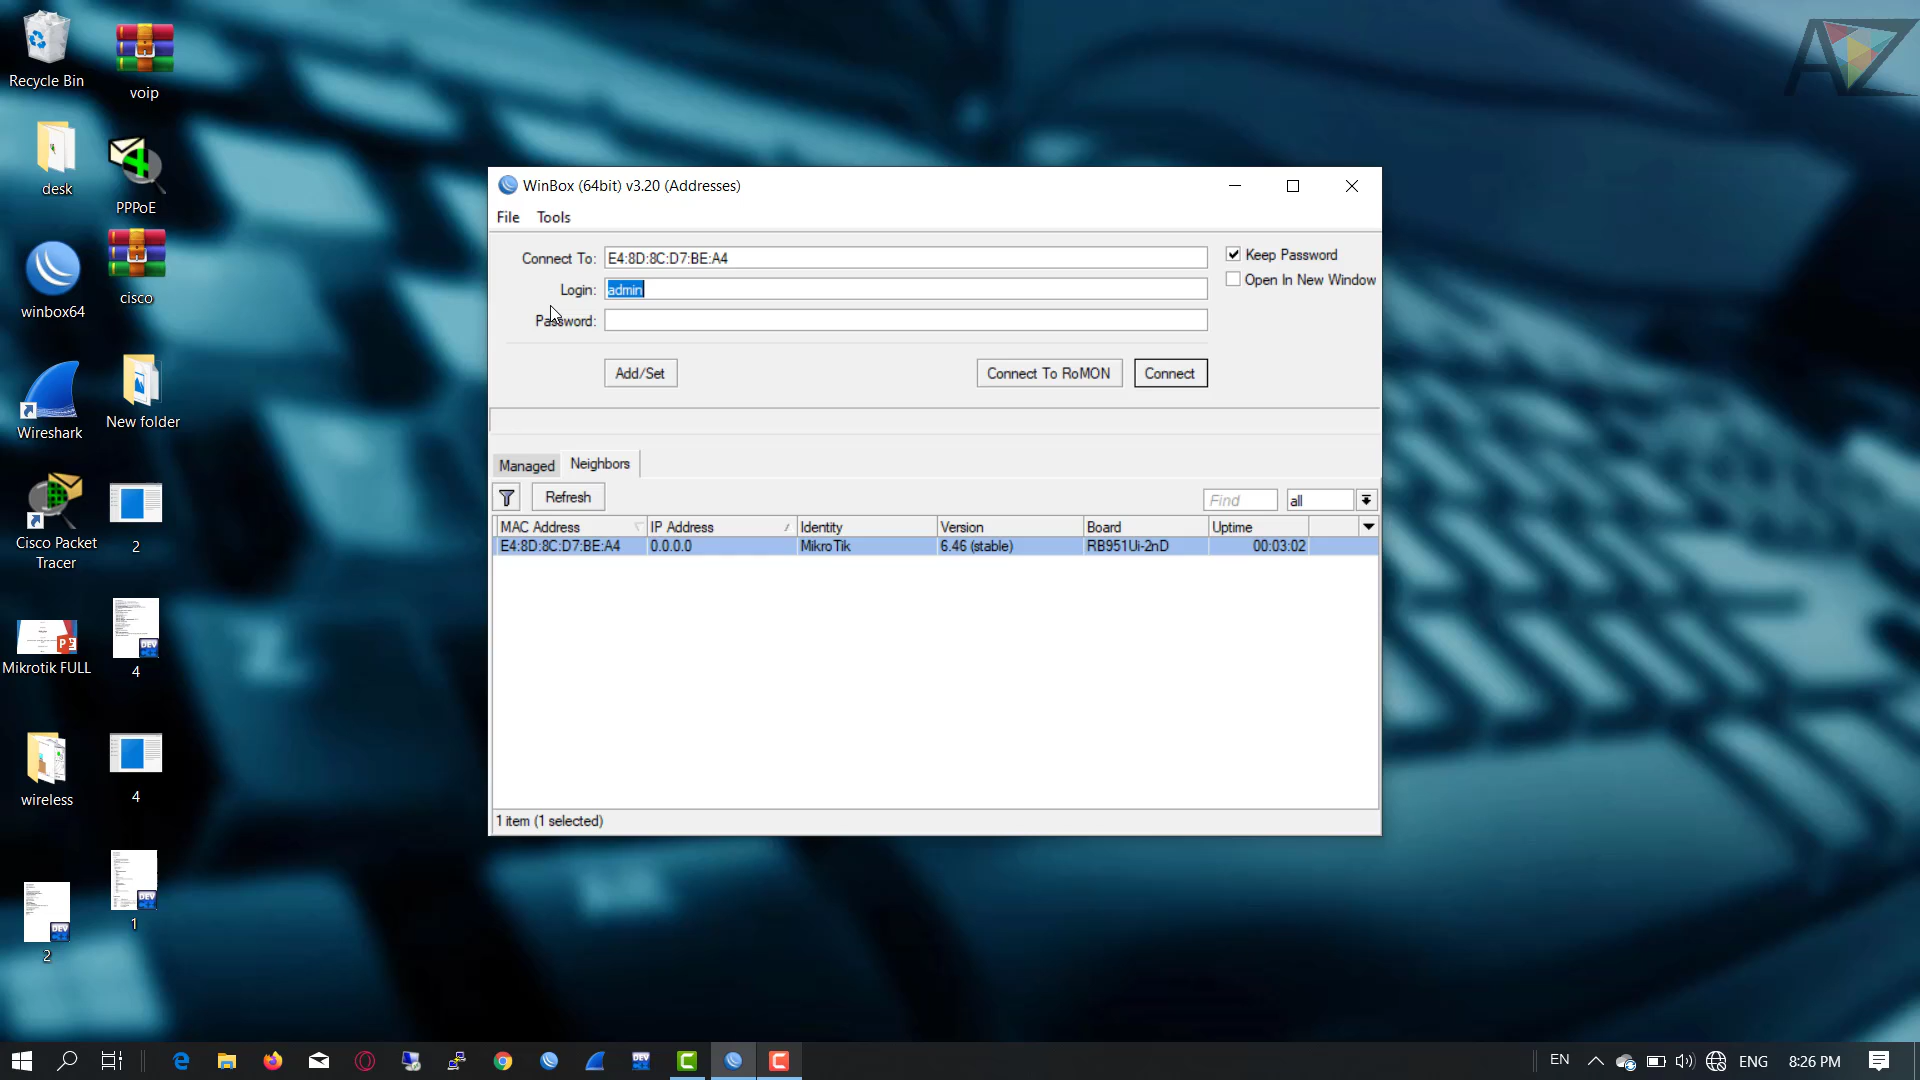 Recycle Bin
voip
desk
PPPoE
winbox64
cisco
Wireshark
New folder
Cisco Packet
Tracer
2
Mikrotik FULL
4
wireless
4
2
1
AZ
WinBox (64bit) v3.20 (Addresses)
File Tools
Connect To: E4:8D:8C:D7:BE:A4
Keep Password
Login: admin
Open In New Window
Password:
Add/Set
Connect To RoMON
Connect
Managed
Neighbors
Refresh
Find
all
MAC Address IP Address Identity Version Board Uptime
E4:8D:8C:D7:BE:A4 0.0.0.0 MikroTik 6.46 (stable) RB951Ui-2nD 00:03:02
1 item (1 selected)
EN
ENG
8:26 PM